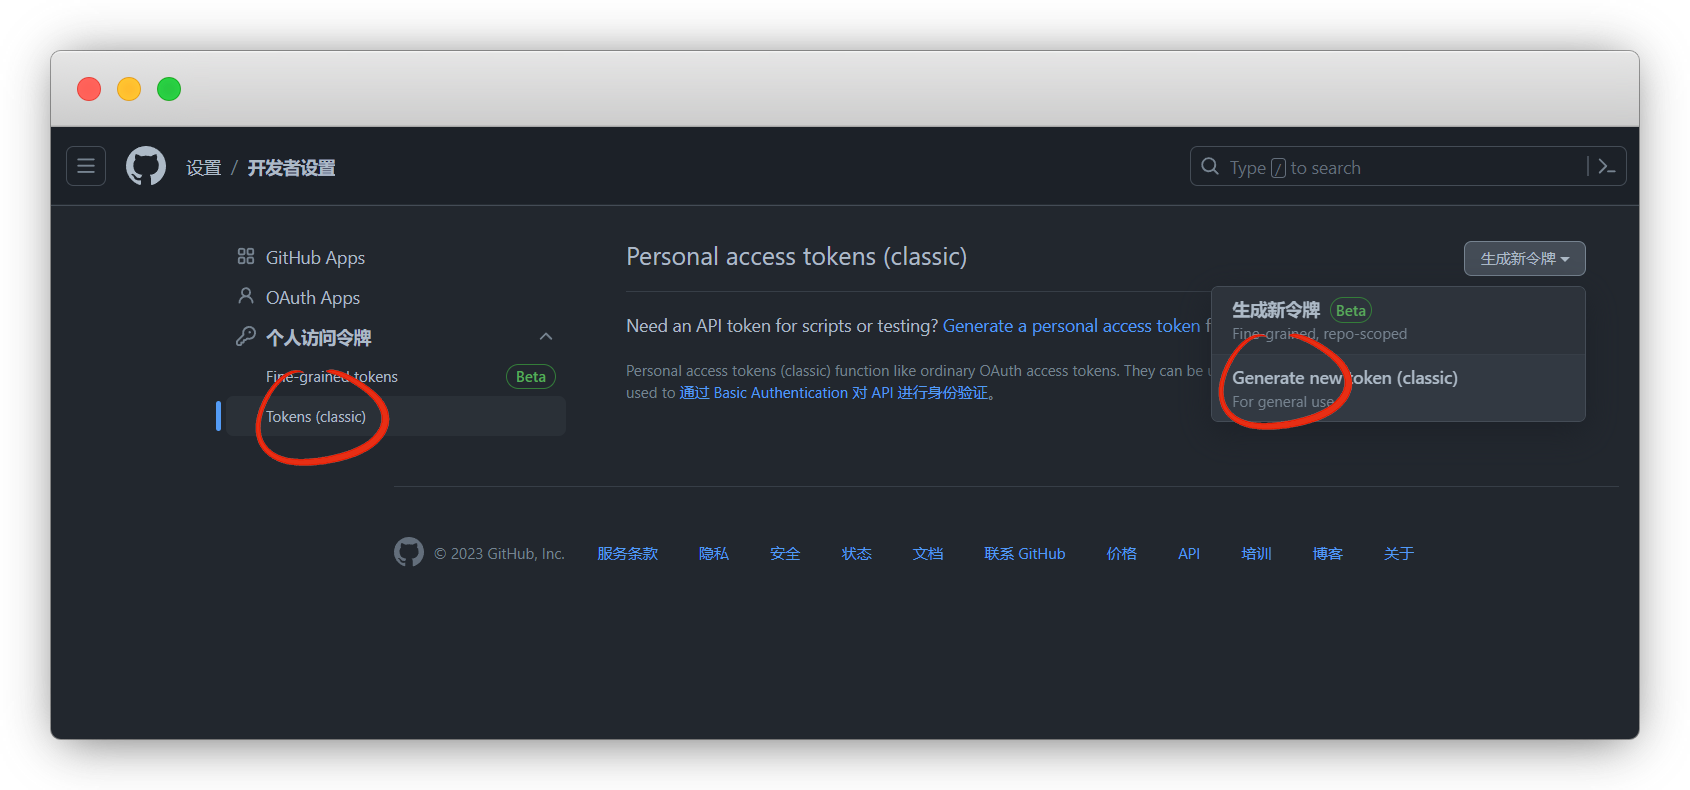 设置 / 开发者设置
Type / to search
GitHub Apps
OAuth Apps
个人访问令牌
Fine-grained tokens Beta
Tokens (classic)
Personal access tokens (classic)
生成新令牌
Need an API token for scripts or testing? Generate a personal access token f
Personal access tokens (classic) function like ordinary OAuth access tokens. They can be
used to 通过 Basic Authentication 对 API 进行身份验证。
生成新令牌 Beta
Fine-grained, repo-scoped
Generate new token (classic)
For general use
© 2023 GitHub, Inc. 服务条款 隐私 安全 状态 文档 联系 GitHub 价格 API 培训 博客 关于